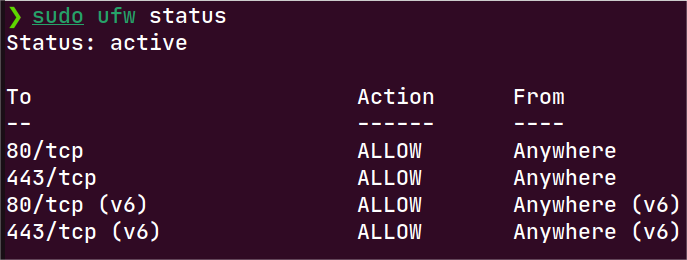 ❯ sudo ufw status
Status: active
To                         Action      From
--                         ------      ----
80/tcp                     ALLOW       Anywhere
443/tcp                    ALLOW       Anywhere
80/tcp (v6)                ALLOW       Anywhere (v6)
443/tcp (v6)               ALLOW       Anywhere (v6)